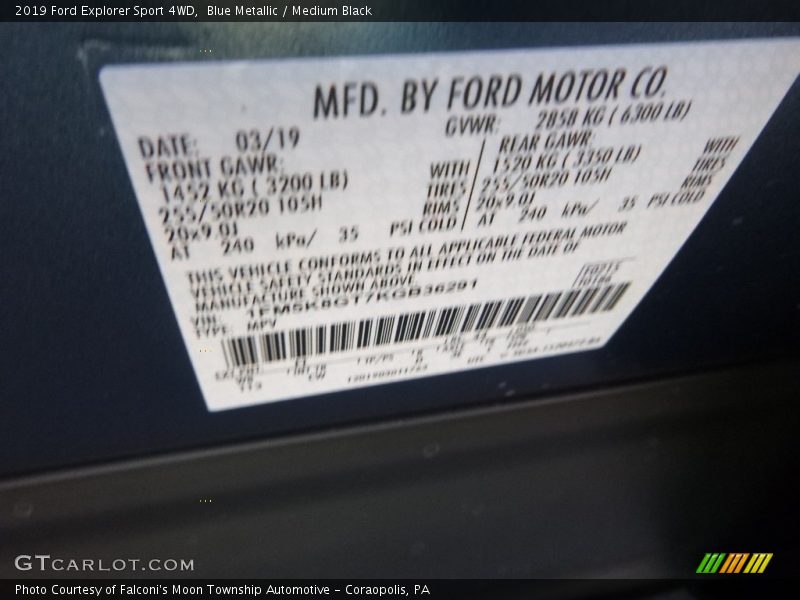 2019 Ford Explorer Sport 4WD,  Blue Metallic / Medium Black
MFD. BY FORD MOTOR CO.
DATE: 03/19 GVWR: 2858 KG ( 6300 LB)
FRONT GAWR: REAR GAWR:
1452 KG ( 3200 LB) WITH 1520 KG ( 3350 LB) WITH
255/50R20 105H TIRES 255/50R20 105H TIRES
20x9.0J RIMS 20x9.0J RIMS
AT 240 kPa/ 35 PSI COLD AT 240 kPa/ 35 PSI COLD
THIS VEHICLE CONFORMS TO ALL APPLICABLE FEDERAL MOTOR
VEHICLE SAFETY STANDARDS IN EFFECT ON THE DATE OF
MANUFACTURE SHOWN ABOVE
VIN: 1FM5K8GT7KGB36291
TYPE: MPV
GTCARLOT.COM
Photo Courtesy of Falconi's Moon Township Automotive – Coraopolis, PA